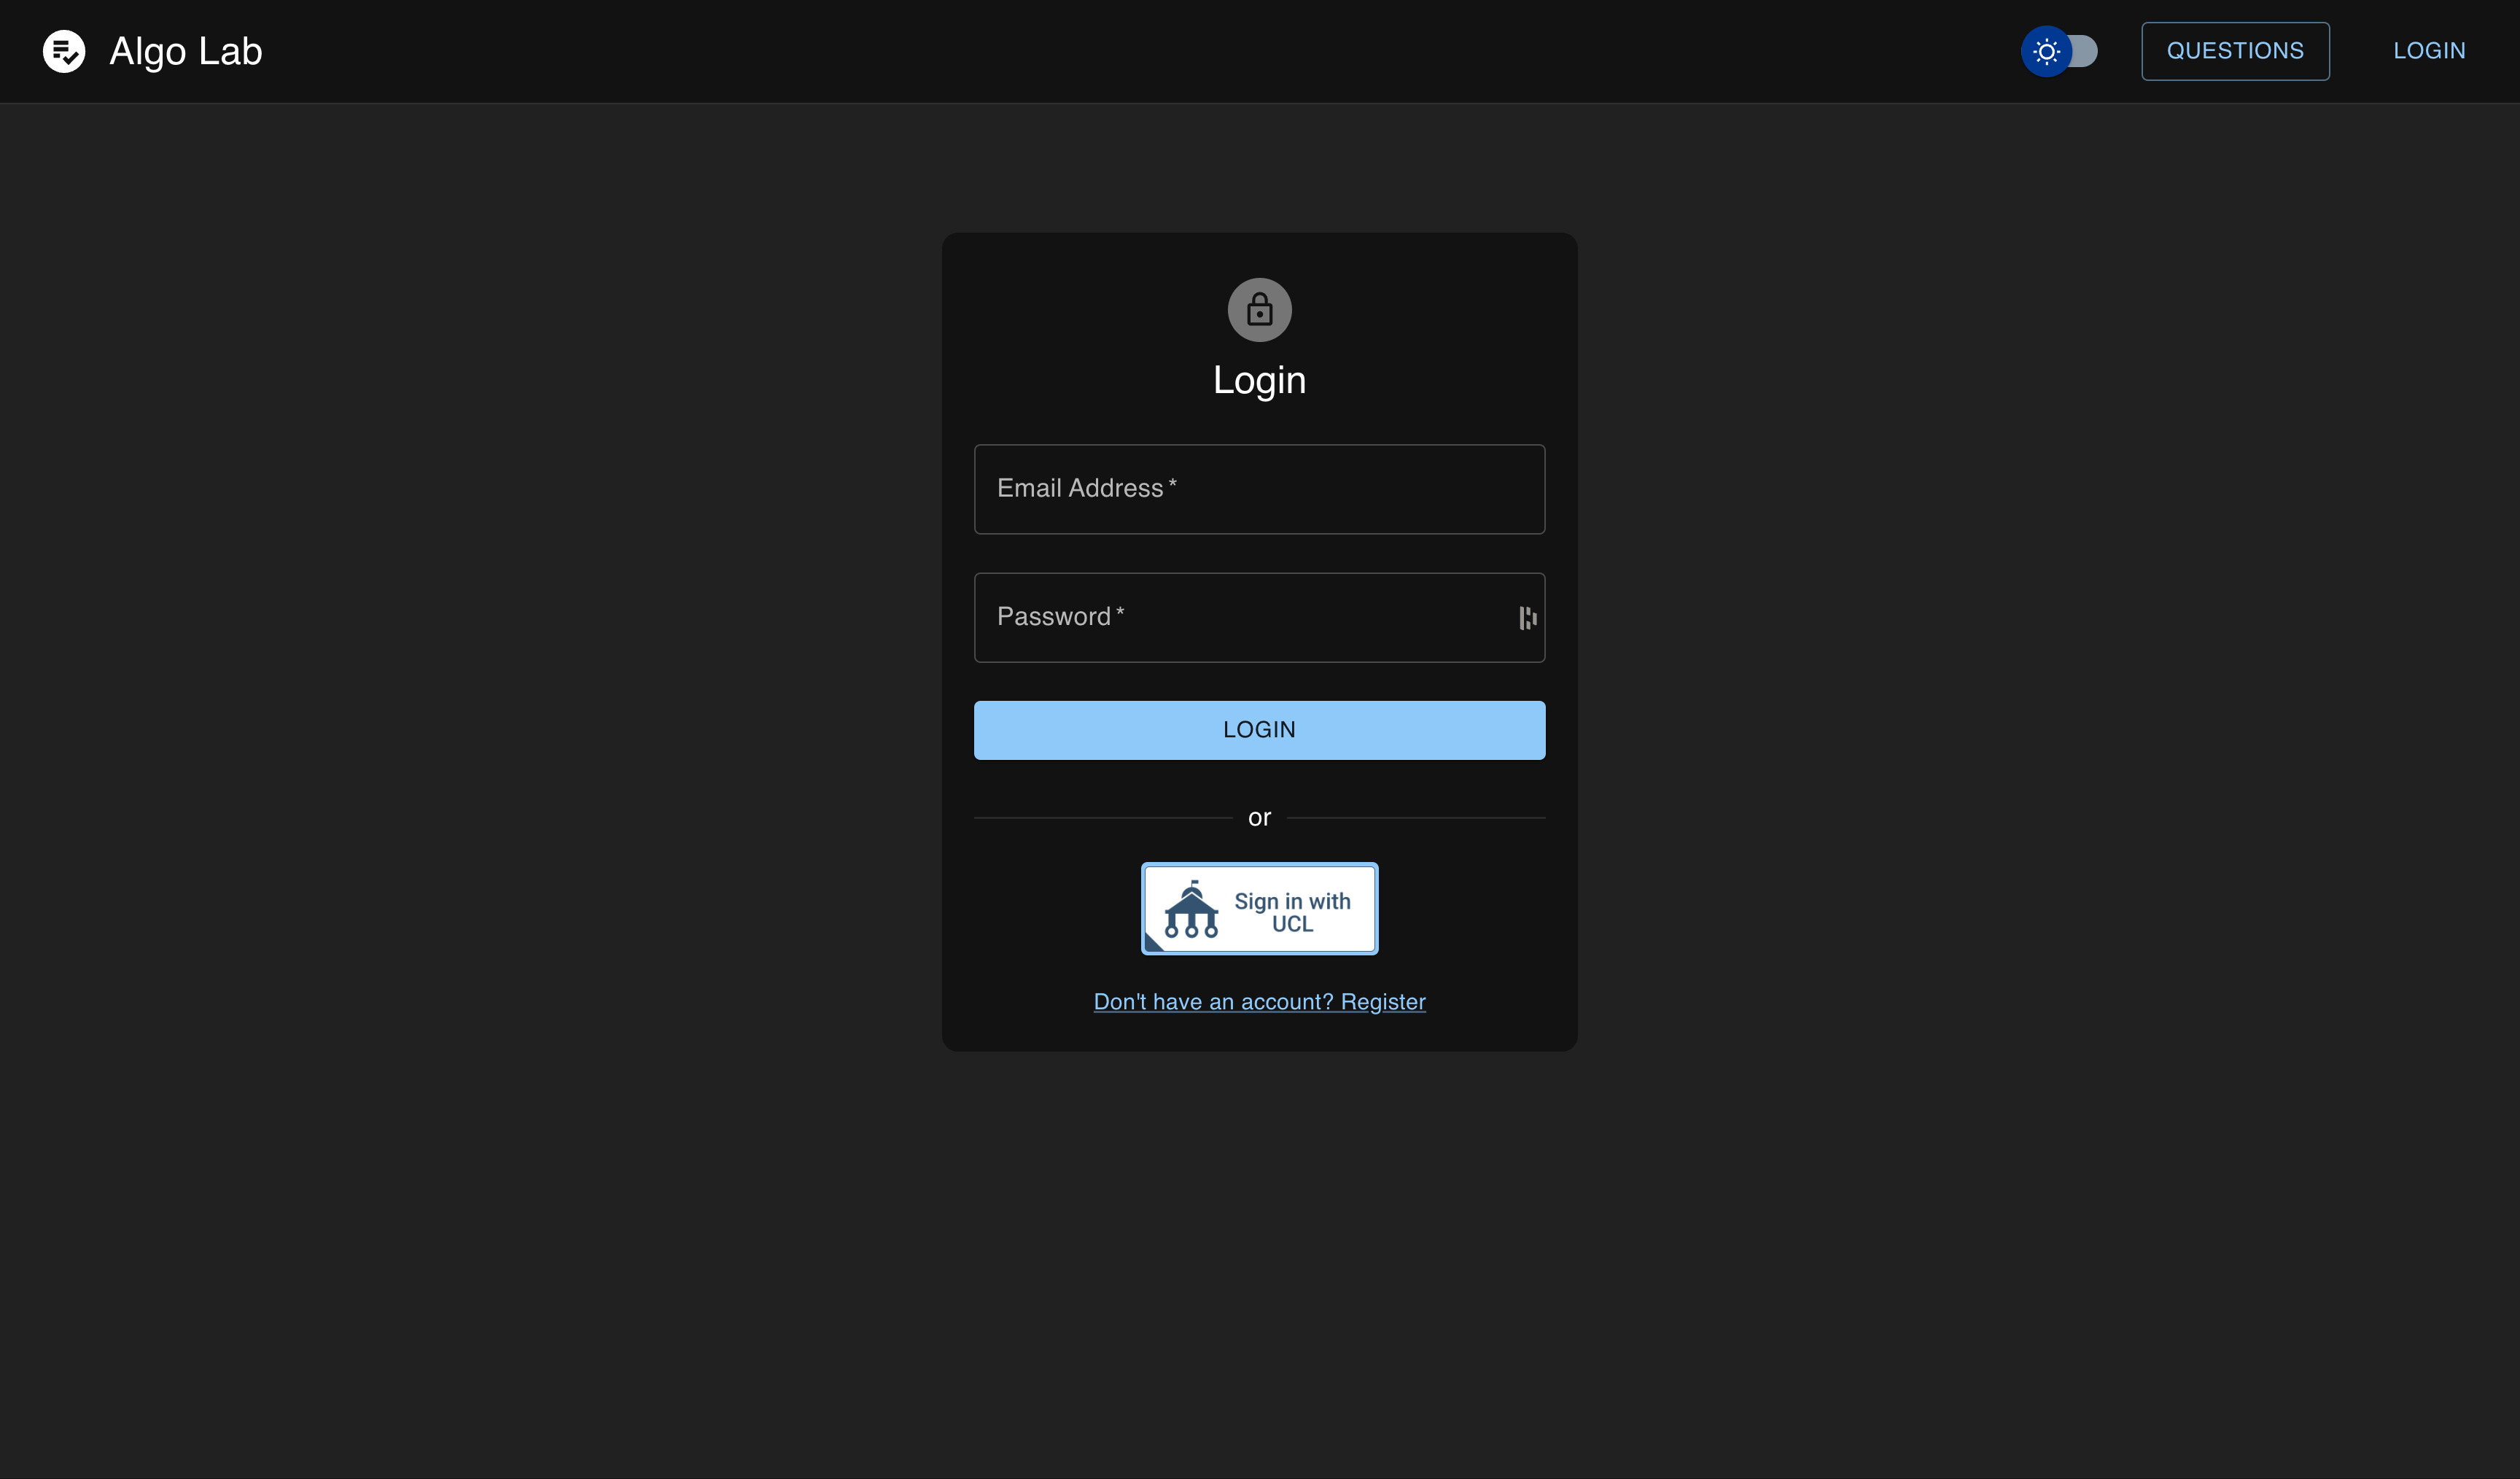 Algo Lab
QUESTIONS
LOGIN
Login
Email Address *
Password *
LOGIN
or
Sign in with
UCL
Don't have an account? Register